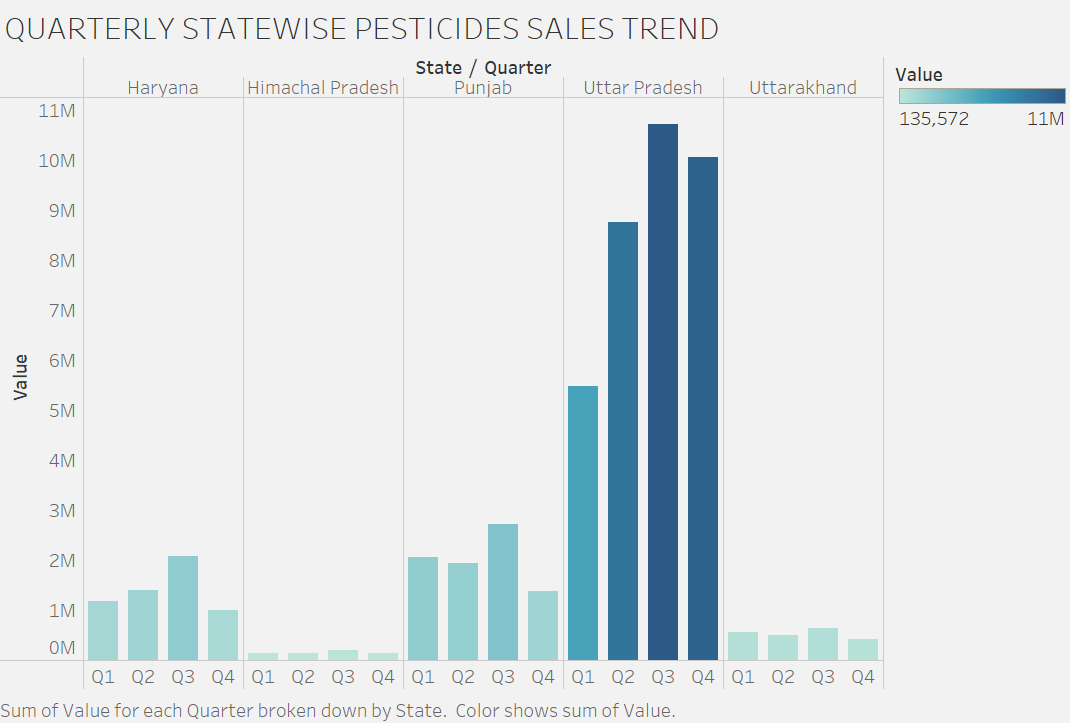 QUARTERLY STATEWISE PESTICIDES SALES TREND
State / Quarter
Haryana Himachal Pradesh Punjab Uttar Pradesh Uttarakhand
Value
135,572 11M
11M
10M
9M
8M
7M
6M
5M
4M
3M
2M
1M
0M
Value
Q1 Q2 Q3 Q4 Q1 Q2 Q3 Q4 Q1 Q2 Q3 Q4 Q1 Q2 Q3 Q4 Q1 Q2 Q3 Q4
Sum of Value for each Quarter broken down by State.  Color shows sum of Value.